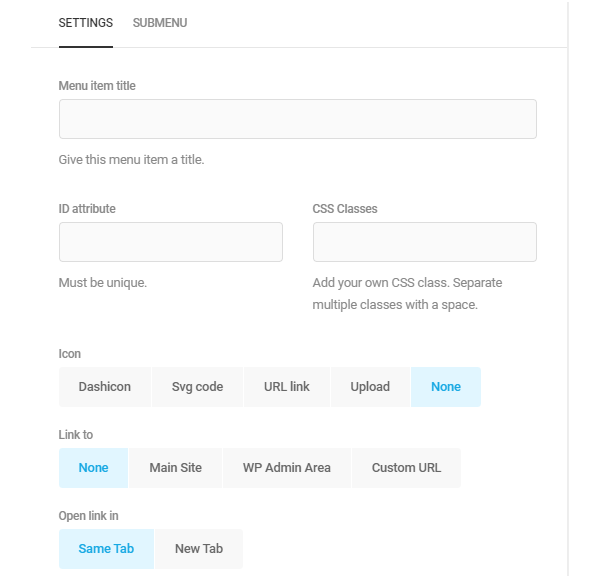 SETTINGS SUBMENU
Menu item title
Give this menu item a title.
ID attribute CSS Classes
Must be unique. Add your own CSS class. Separate
multiple classes with a space.
Icon
Dashicon Svg code URL link Upload None
Link to
None Main Site WP Admin Area Custom URL
Open link in
Same Tab New Tab